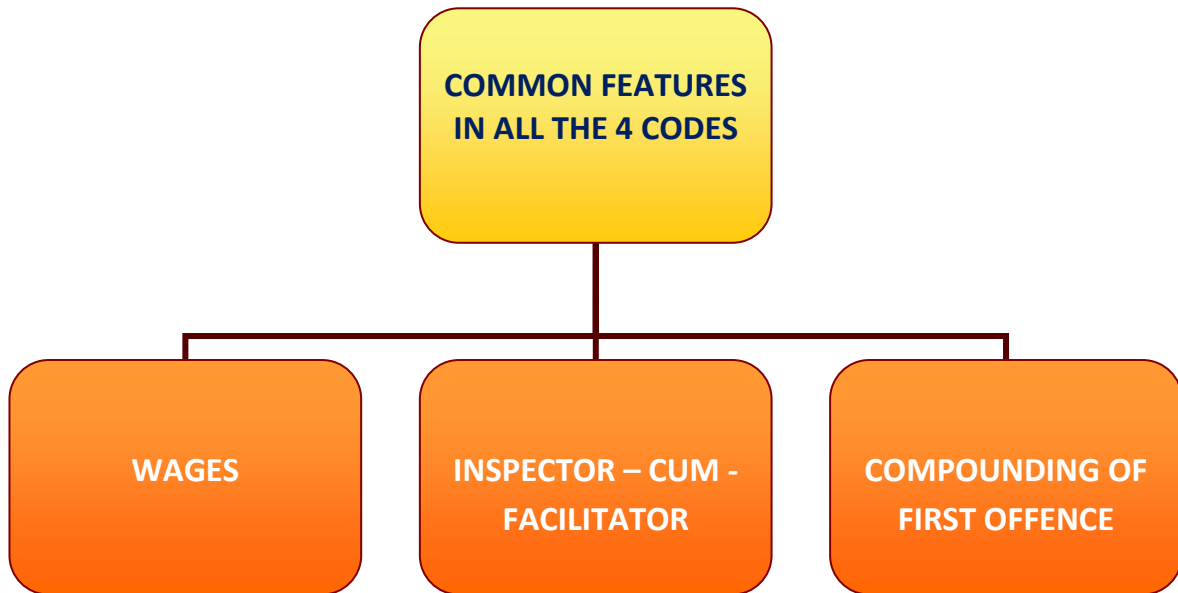 COMMON FEATURES
IN ALL THE 4 CODES
WAGES
INSPECTOR – CUM -
FACILITATOR
COMPOUNDING OF
FIRST OFFENCE